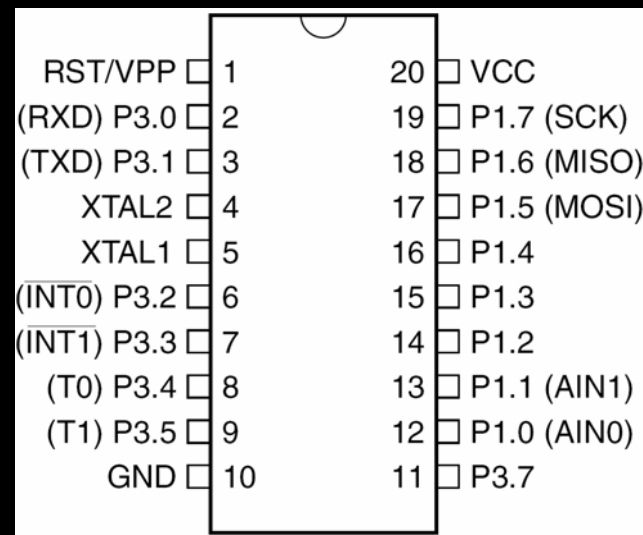 RST/VPP 1 20 VCC
(RXD) P3.0 2 19 P1.7 (SCK)
(TXD) P3.1 3 18 P1.6 (MISO)
XTAL2 4 17 P1.5 (MOSI)
XTAL1 5 16 P1.4
(I̅N̅T̅0̅) P3.2 6 15 P1.3
(I̅N̅T̅1̅) P3.3 7 14 P1.2
(T0) P3.4 8 13 P1.1 (AIN1)
(T1) P3.5 9 12 P1.0 (AIN0)
GND 10 11 P3.7